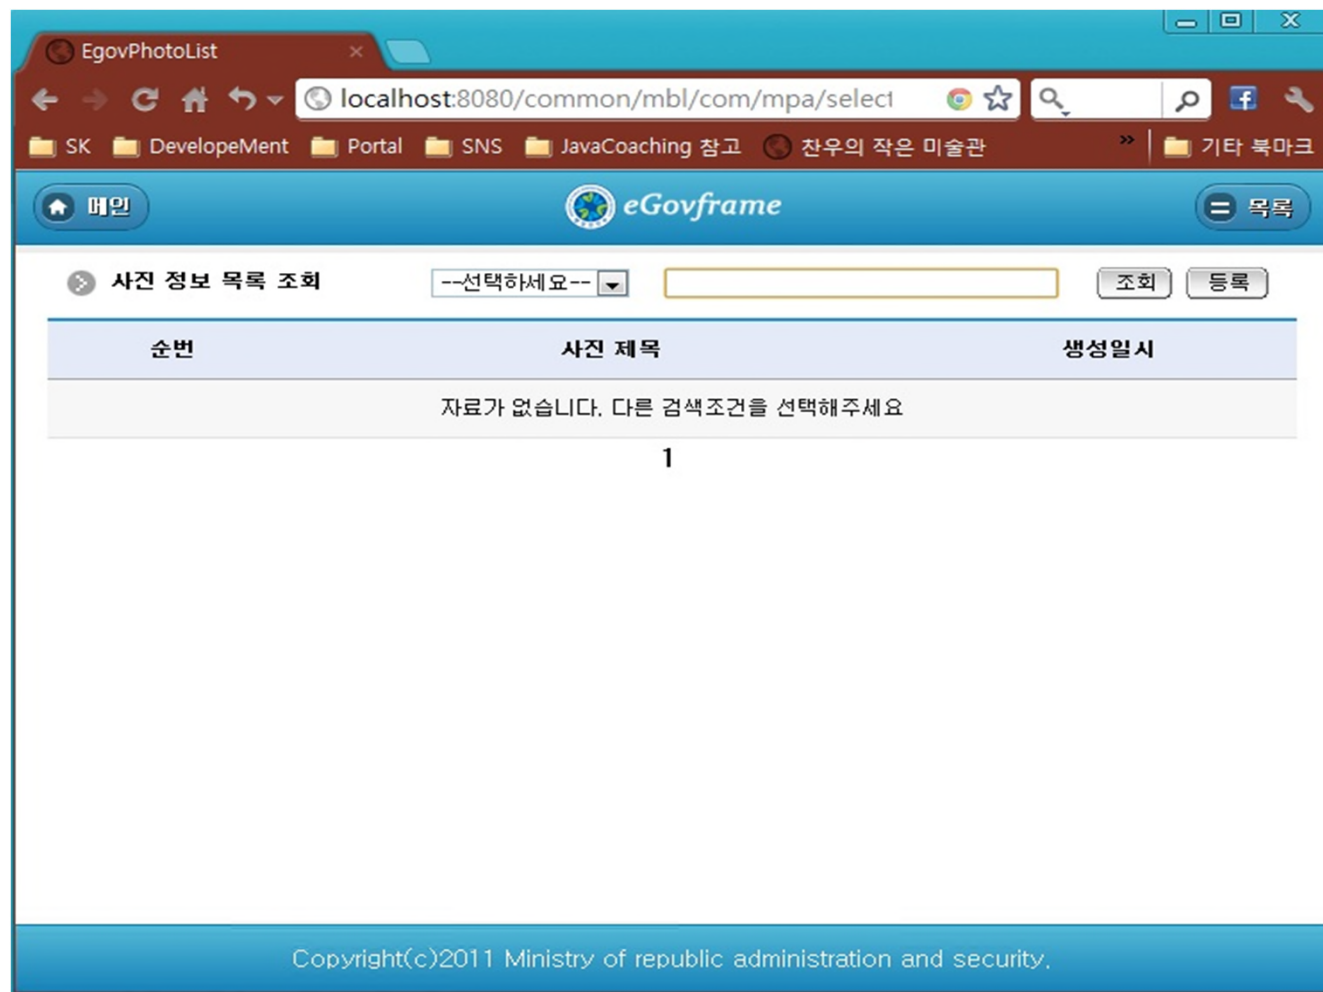 EgovPhotoList
localhost:8080/common/mbl/com/mpa/select
SK DevelopeMent Portal SNS JavaCoaching 참고 찬우의 작은 미술관 » 기타 북마크
메인 eGovframe 목록
사진 정보 목록 조회 --선택하세요-- 조회 등록
순번 사진 제목 생성일시
자료가 없습니다. 다른 검색조건을 선택해주세요
1
Copyright(c)2011 Ministry of republic administration and security.